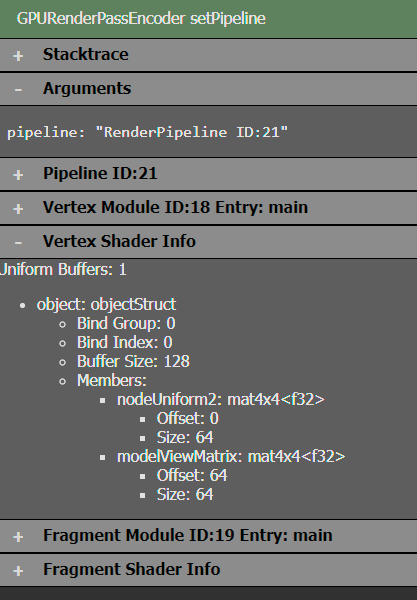 GPURenderPassEncoder setPipeline
+ Stacktrace
- Arguments
pipeline: "RenderPipeline ID:21"
+ Pipeline ID:21
+ Vertex Module ID:18 Entry: main
- Vertex Shader Info
Uniform Buffers: 1
• object: objectStruct
◦ Bind Group: 0
◦ Bind Index: 0
◦ Buffer Size: 128
◦ Members:
▪ nodeUniform2: mat4x4<f32>
▪ Offset: 0
▪ Size: 64
▪ modelViewMatrix: mat4x4<f32>
▪ Offset: 64
▪ Size: 64
+ Fragment Module ID:19 Entry: main
+ Fragment Shader Info